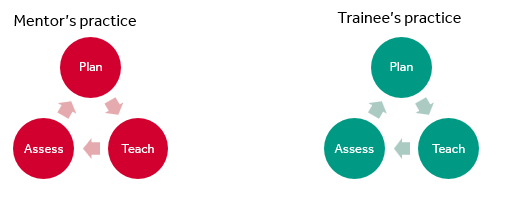 Mentor's practice
Plan
Assess
Teach
Trainee's practice
Plan
Assess
Teach